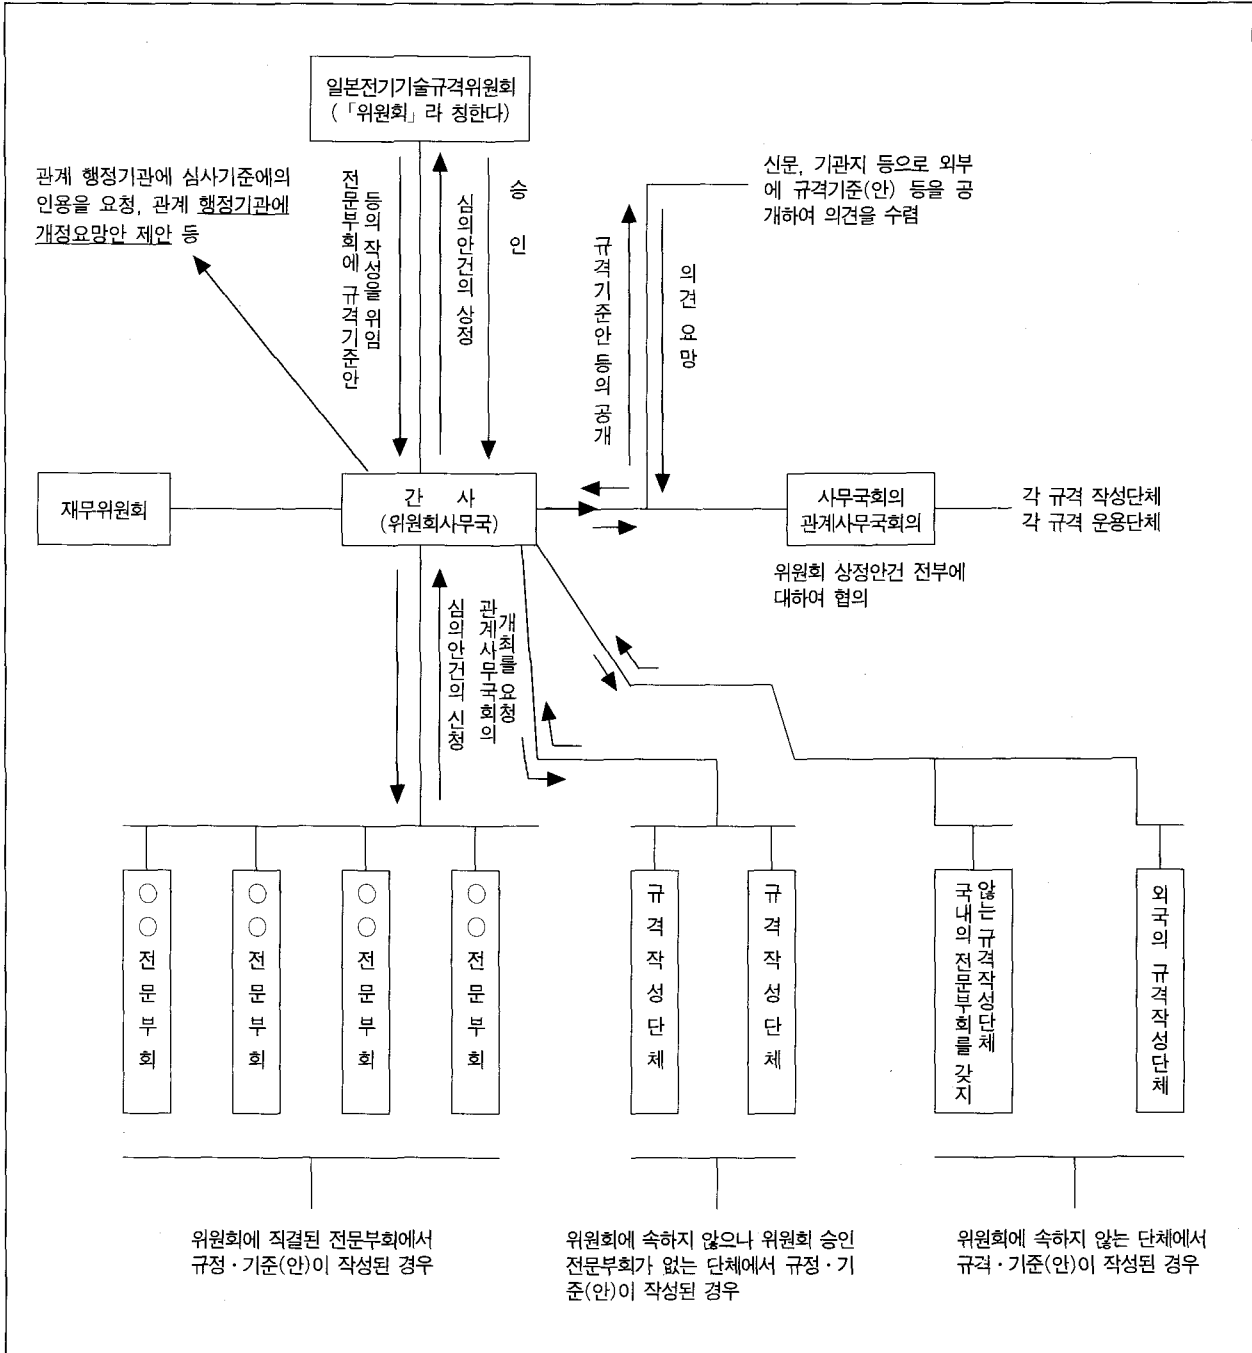 일본전기기술규격위원회
(「위원회」라 칭한다)
관계 행정기관에 심사기준에의
인용을 요청, 관계 행정기관에
개정요망안 제안 등
전문부회에 규격기준안
등의 작성을 위임
심의안건의 상정
승인
신문, 기관지 등으로 외부
에 규격기준(안) 등을 공
개하여 의견을 수렴
규격기준안 등의 공개
의견 요망
재무위원회
간 사
(위원회사무국)
사무국회의
관계사무국회의
각 규격 작성단체
각 규격 운용단체
위원회 상정안건 전부에
대하여 협의
심의안건의 신청
관계사무국회의
개최를 요청
○○전문부회
○○전문부회
○○전문부회
○○전문부회
규격작성단체
규격작성단체
국내의 전문부회를 갖지
않는 규격작성단체
외국의 규격작성단체
위원회에 직결된 전문부회에서
규정·기준(안)이 작성된 경우
위원회에 속하지 않으나 위원회 승인
전문부회가 없는 단체에서 규정·기
준(안)이 작성된 경우
위원회에 속하지 않는 단체에서
규격·기준(안)이 작성된 경우